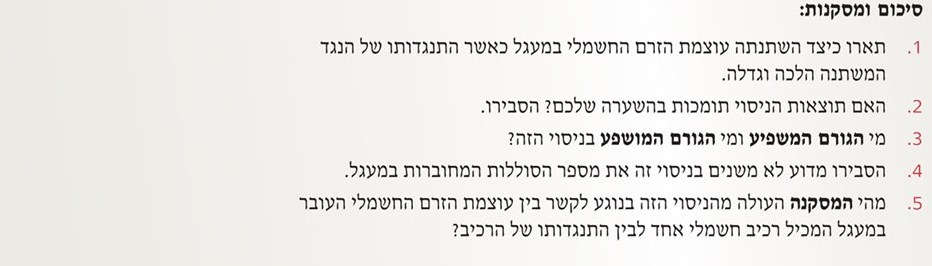 סיכום ומסקנות:
1. תארו כיצד השתנתה עוצמת הזרם החשמלי במעגל כאשר התנגדותו של הנגד
המשתנה הלכה וגדלה.
2. האם תוצאות הניסוי תומכות בהשערה שלכם? הסבירו.
3. מי הגורם המשפיע ומי הגורם המושפע בניסוי הזה?
4. הסבירו מדוע לא משנים בניסוי זה את מספר הסוללות המחוברות במעגל.
5. מהי המסקנה העולה מהניסוי הזה בנוגע לקשר בין עוצמת הזרם החשמלי העובר
במעגל המכיל רכיב חשמלי אחד לבין התנגדותו של הרכיב?